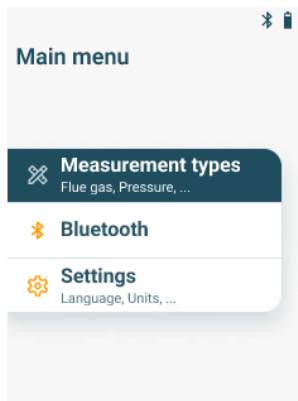 Main menu
Measurement types
Flue gas, Pressure, ...
Bluetooth
Settings
Language, Units, ...